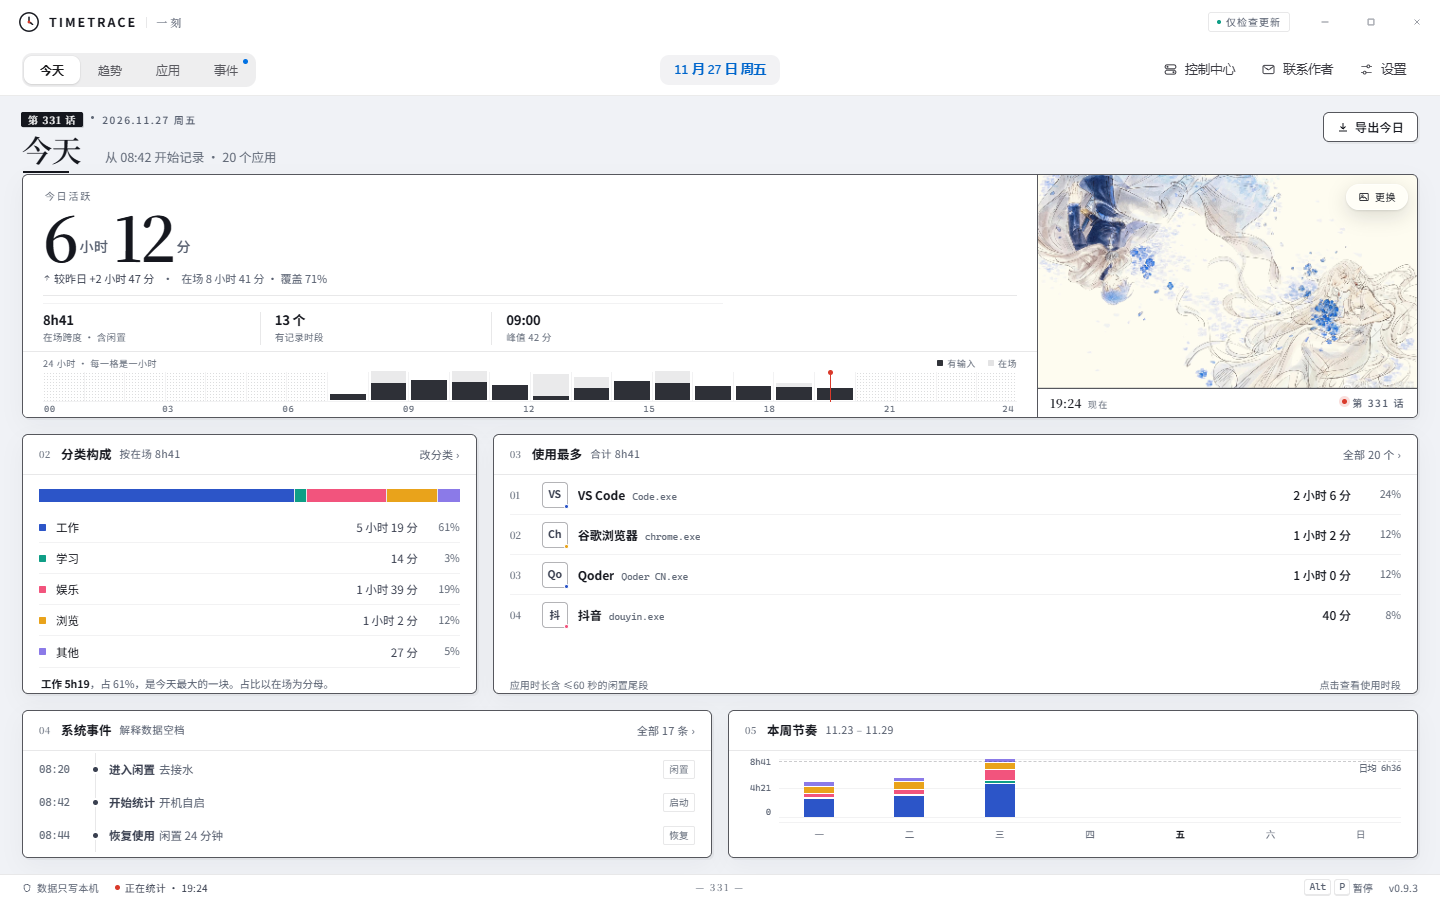 TIMETRACE 一刻
仅检查更新
今天 趋势 应用 事件
11 月 27 日 周五
控制中心 联系作者 设置
第 331 话 • 2026.11.27 周五
今天 从 08:42 开始记录 • 20 个应用
导出今日
今日活跃
6 小时 12 分
↑ 较昨日 +2 小时 47 分 • 在场 8 小时 41 分 • 覆盖 71%
8h41 13 个 09:00
在场跨度 • 含闲置 有记录时段 峰值 42 分
24 小时 • 每一格是一小时 有输入 在场
00 03 06 09 12 15 18 21 24
更换
19:24 现在 第 331 话
02 分类构成 按在场 8h41 改分类 ›
工作 5 小时 19 分 61%
学习 14 分 3%
娱乐 1 小时 39 分 19%
浏览 1 小时 2 分 12%
其他 27 分 5%
工作 5h19，占 61%，是今天最大的一块。占比以在场为分母。
03 使用最多 合计 8h41 全部 20 个 ›
01 VS VS Code Code.exe 2 小时 6 分 24%
02 Ch 谷歌浏览器 chrome.exe 1 小时 2 分 12%
03 Qo Qoder Qoder CN.exe 1 小时 0 分 12%
04 抖 抖音 douyin.exe 40 分 8%
应用时长含 ≤60 秒的闲置尾段 点击查看使用时段
04 系统事件 解释数据空档 全部 17 条 ›
08:20 进入闲置 去接水 闲置
08:42 开始统计 开机自启 启动
08:44 恢复使用 闲置 24 分钟 恢复
05 本周节奏 11.23 – 11.29
8h41 日均 6h36
4h21
0
一 二 三 四 五 六 日
数据只写本机 正在统计 • 19:24
— 331 —
Alt P 暂停 v0.9.3